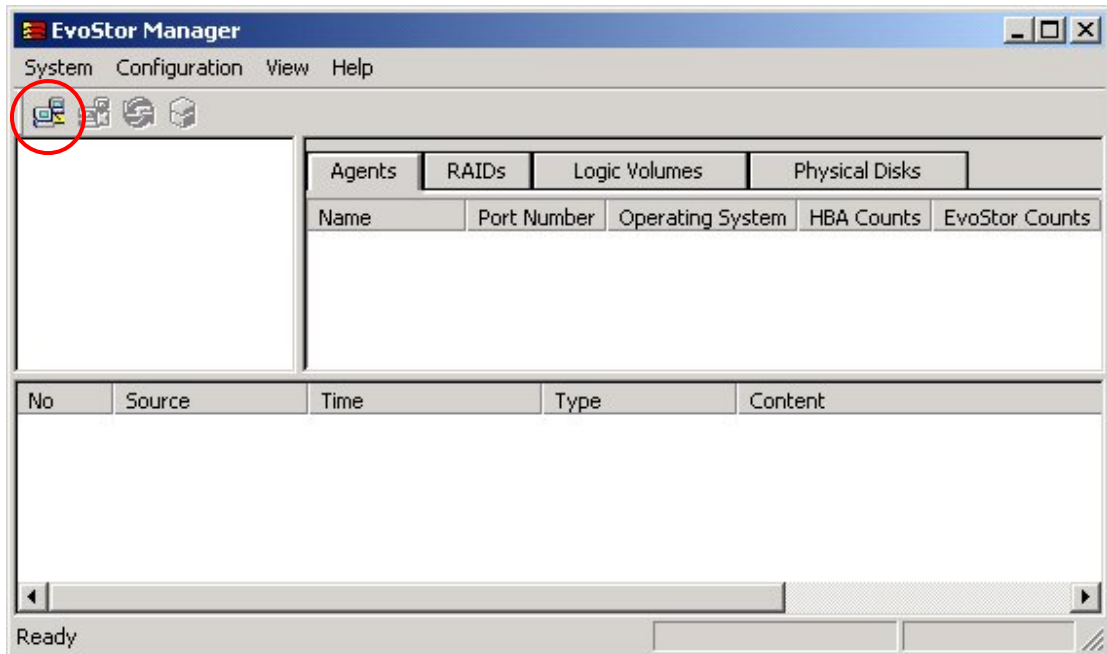 EvoStor Manager
System Configuration View Help
Agents RAIDs Logic Volumes Physical Disks
Name Port Number Operating System HBA Counts EvoStor Counts
No Source Time Type Content
Ready